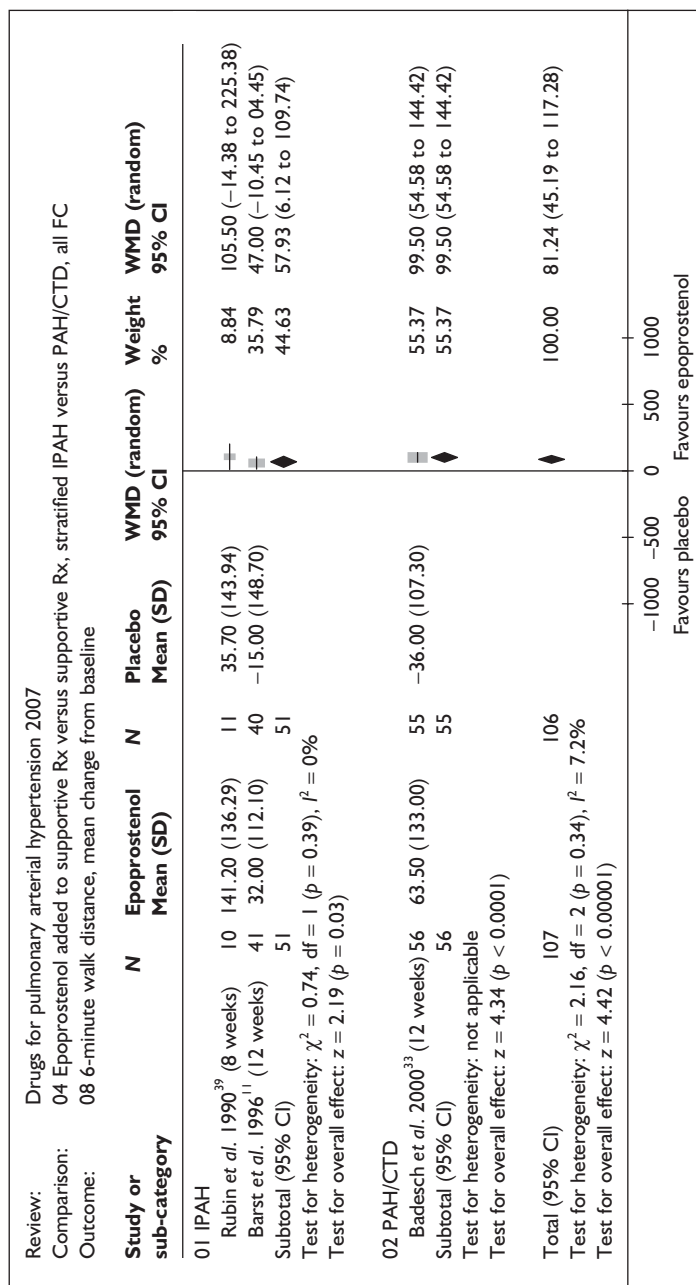 Review: Drugs for pulmonary arterial hypertension 2007
Comparison: 04 Epoprostenol added to supportive Rx versus supportive Rx, stratified IPAH versus PAH/CTD, all FC
Outcome: 08 6-minute walk distance, mean change from baseline
Study or sub-category N Epoprostenol Mean (SD) N Placebo Mean (SD) WMD (random) 95% CI Weight % WMD (random) 95% CI
01 IPAH
Rubin et al. 1990³⁹ (8 weeks) 10 141.20 (136.29) 11 35.70 (143.94) 8.84 105.50 (−14.38 to 225.38)
Barst et al. 1996¹¹ (12 weeks) 41 32.00 (112.10) 40 −15.00 (148.70) 35.79 47.00 (−10.45 to 04.45)
Subtotal (95% CI) 51 51 44.63 57.93 (6.12 to 109.74)
Test for heterogeneity: χ² = 0.74, df = 1 (p = 0.39), I² = 0%
Test for overall effect: z = 2.19 (p = 0.03)
02 PAH/CTD
Badesch et al. 2000³³ (12 weeks) 56 63.50 (133.00) 55 −36.00 (107.30) 55.37 99.50 (54.58 to 144.42)
Subtotal (95% CI) 56 55 55.37 99.50 (54.58 to 144.42)
Test for heterogeneity: not applicable
Test for overall effect: z = 4.34 (p < 0.0001)
Total (95% CI) 107 106 100.00 81.24 (45.19 to 117.28)
Test for heterogeneity: χ² = 2.16, df = 2 (p = 0.34), I² = 7.2%
Test for overall effect: z = 4.42 (p < 0.00001)
−1000 −500 0 500 1000
Favours placebo Favours epoprostenol